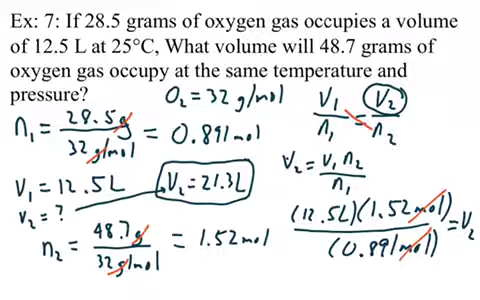 Ex: 7: If 28.5 grams of oxygen gas occupies a volume
of 12.5 L at 25°C, What volume will 48.7 grams of
oxygen gas occupy at the same temperature and
pressure?
O₂ = 32 g/mol
V₁/n₁ = V₂/n₂
n₁ = 28.5g / 32 g/mol = 0.891mol
V₂ = V₁n₂ / n₁
V₁ = 12.5L
V₂ = 21.3L
V₂ = ?
(12.5L)(1.52mol) / (0.891mol) = V₂
n₂ = 48.7g / 32g/mol = 1.52mol